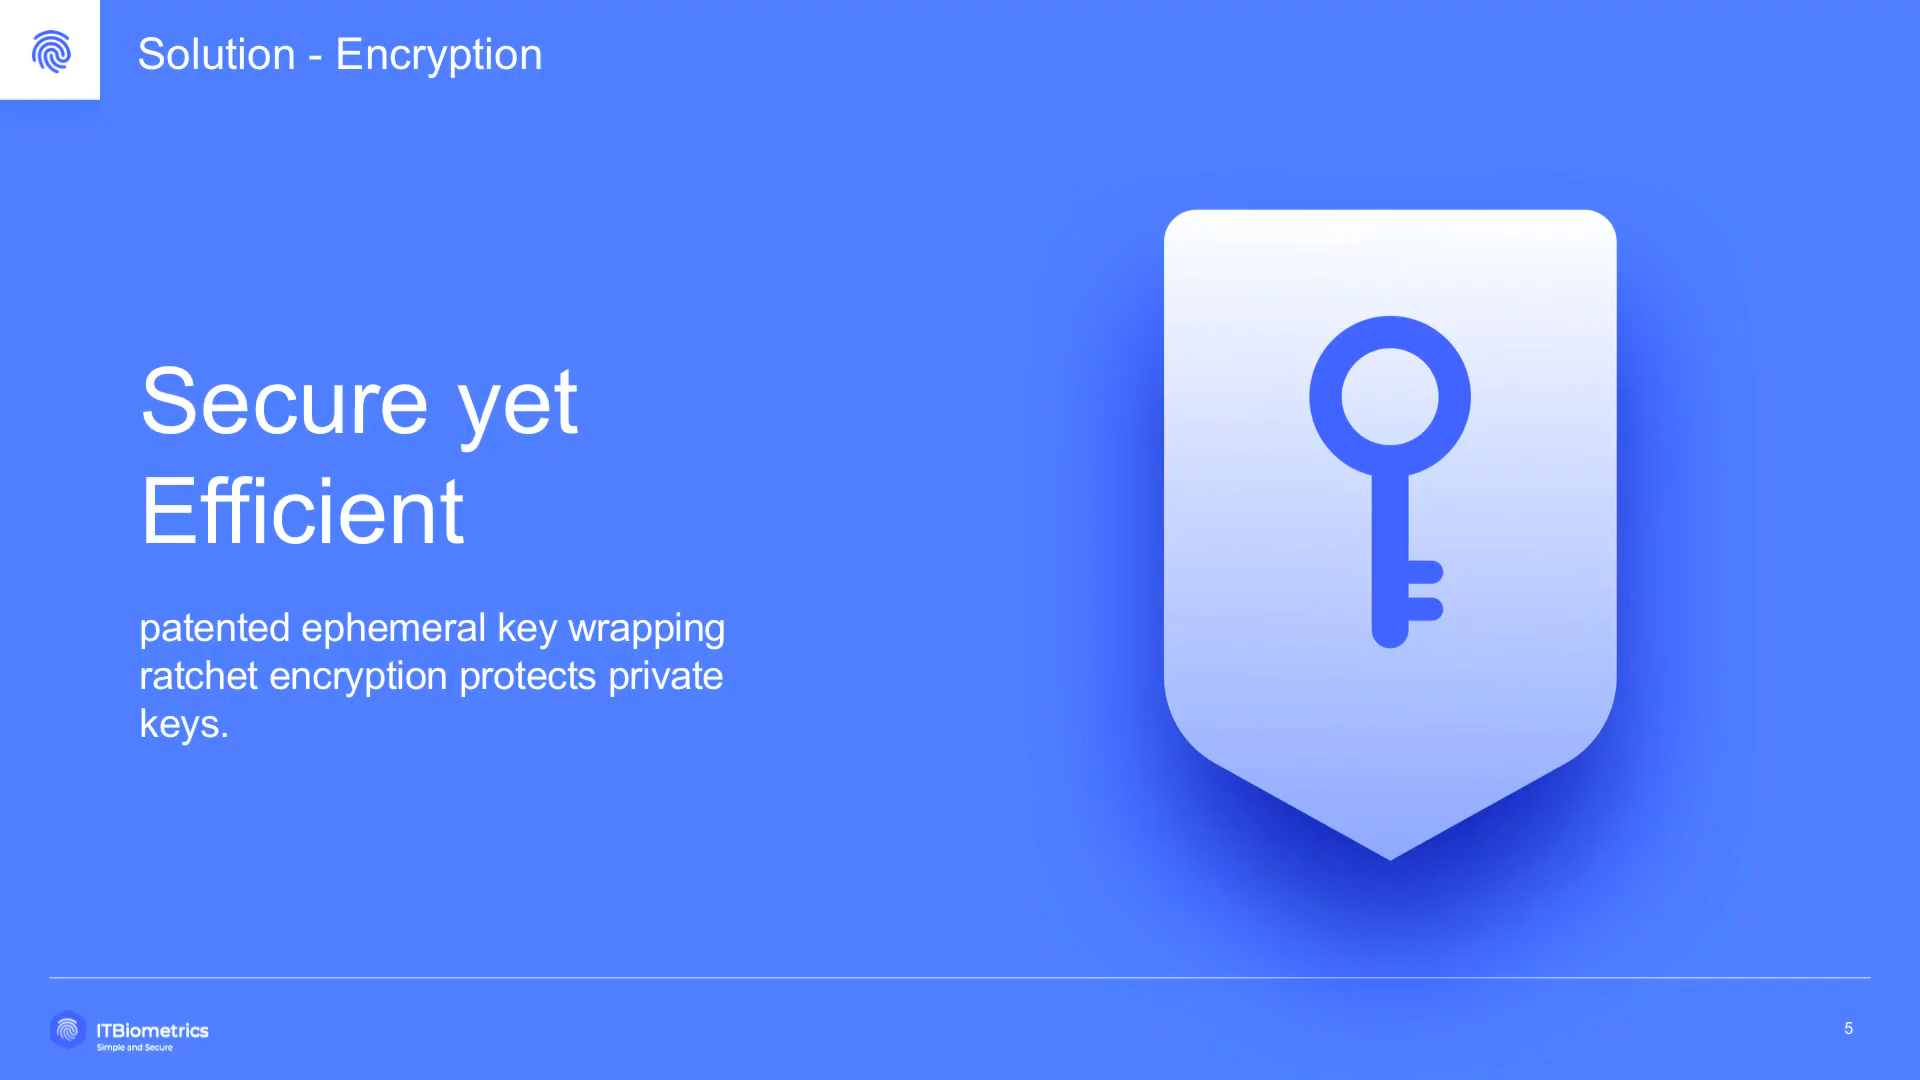 Solution - Encryption
Secure yet
Efficient
patented ephemeral key wrapping
ratchet encryption protects private
keys.
ITBiometrics
Simple and Secure
5